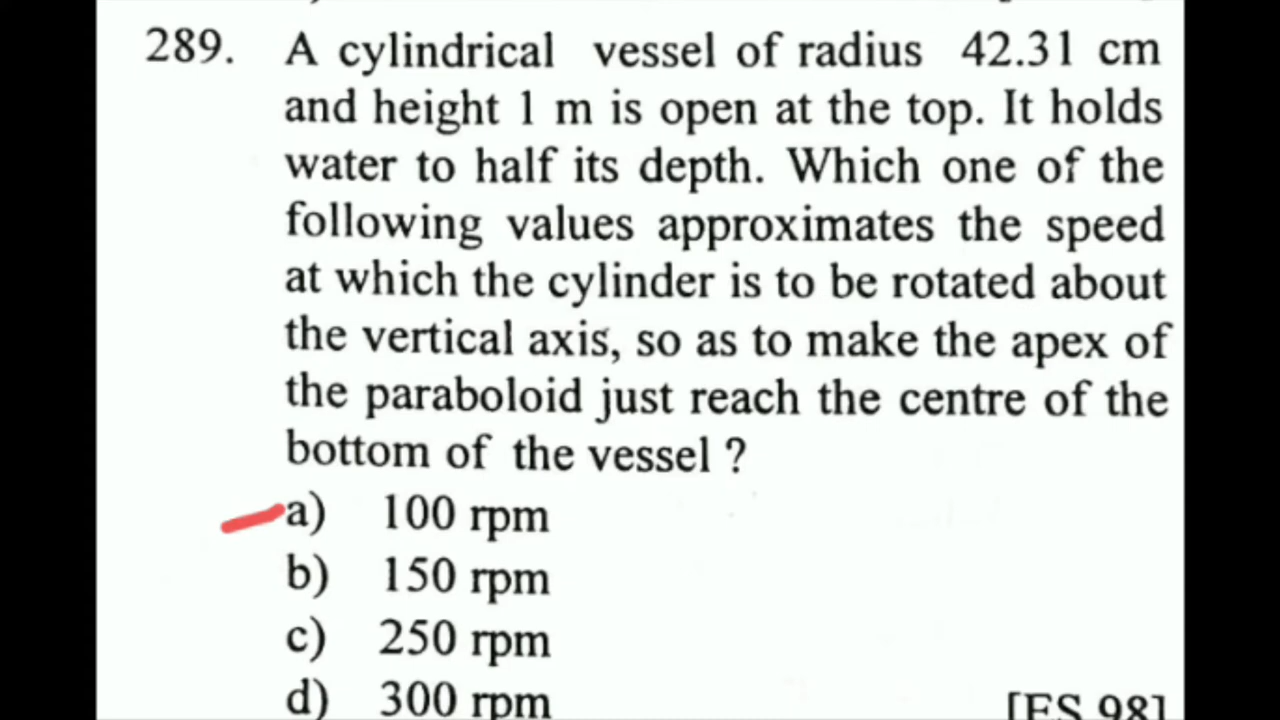 289. A cylindrical vessel of radius 42.31 cm
and height 1 m is open at the top. It holds
water to half its depth. Which one of the
following values approximates the speed
at which the cylinder is to be rotated about
the vertical axis, so as to make the apex of
the paraboloid just reach the centre of the
bottom of the vessel ?
a) 100 rpm
b) 150 rpm
c) 250 rpm
d) 300 rpm
[ES 98]